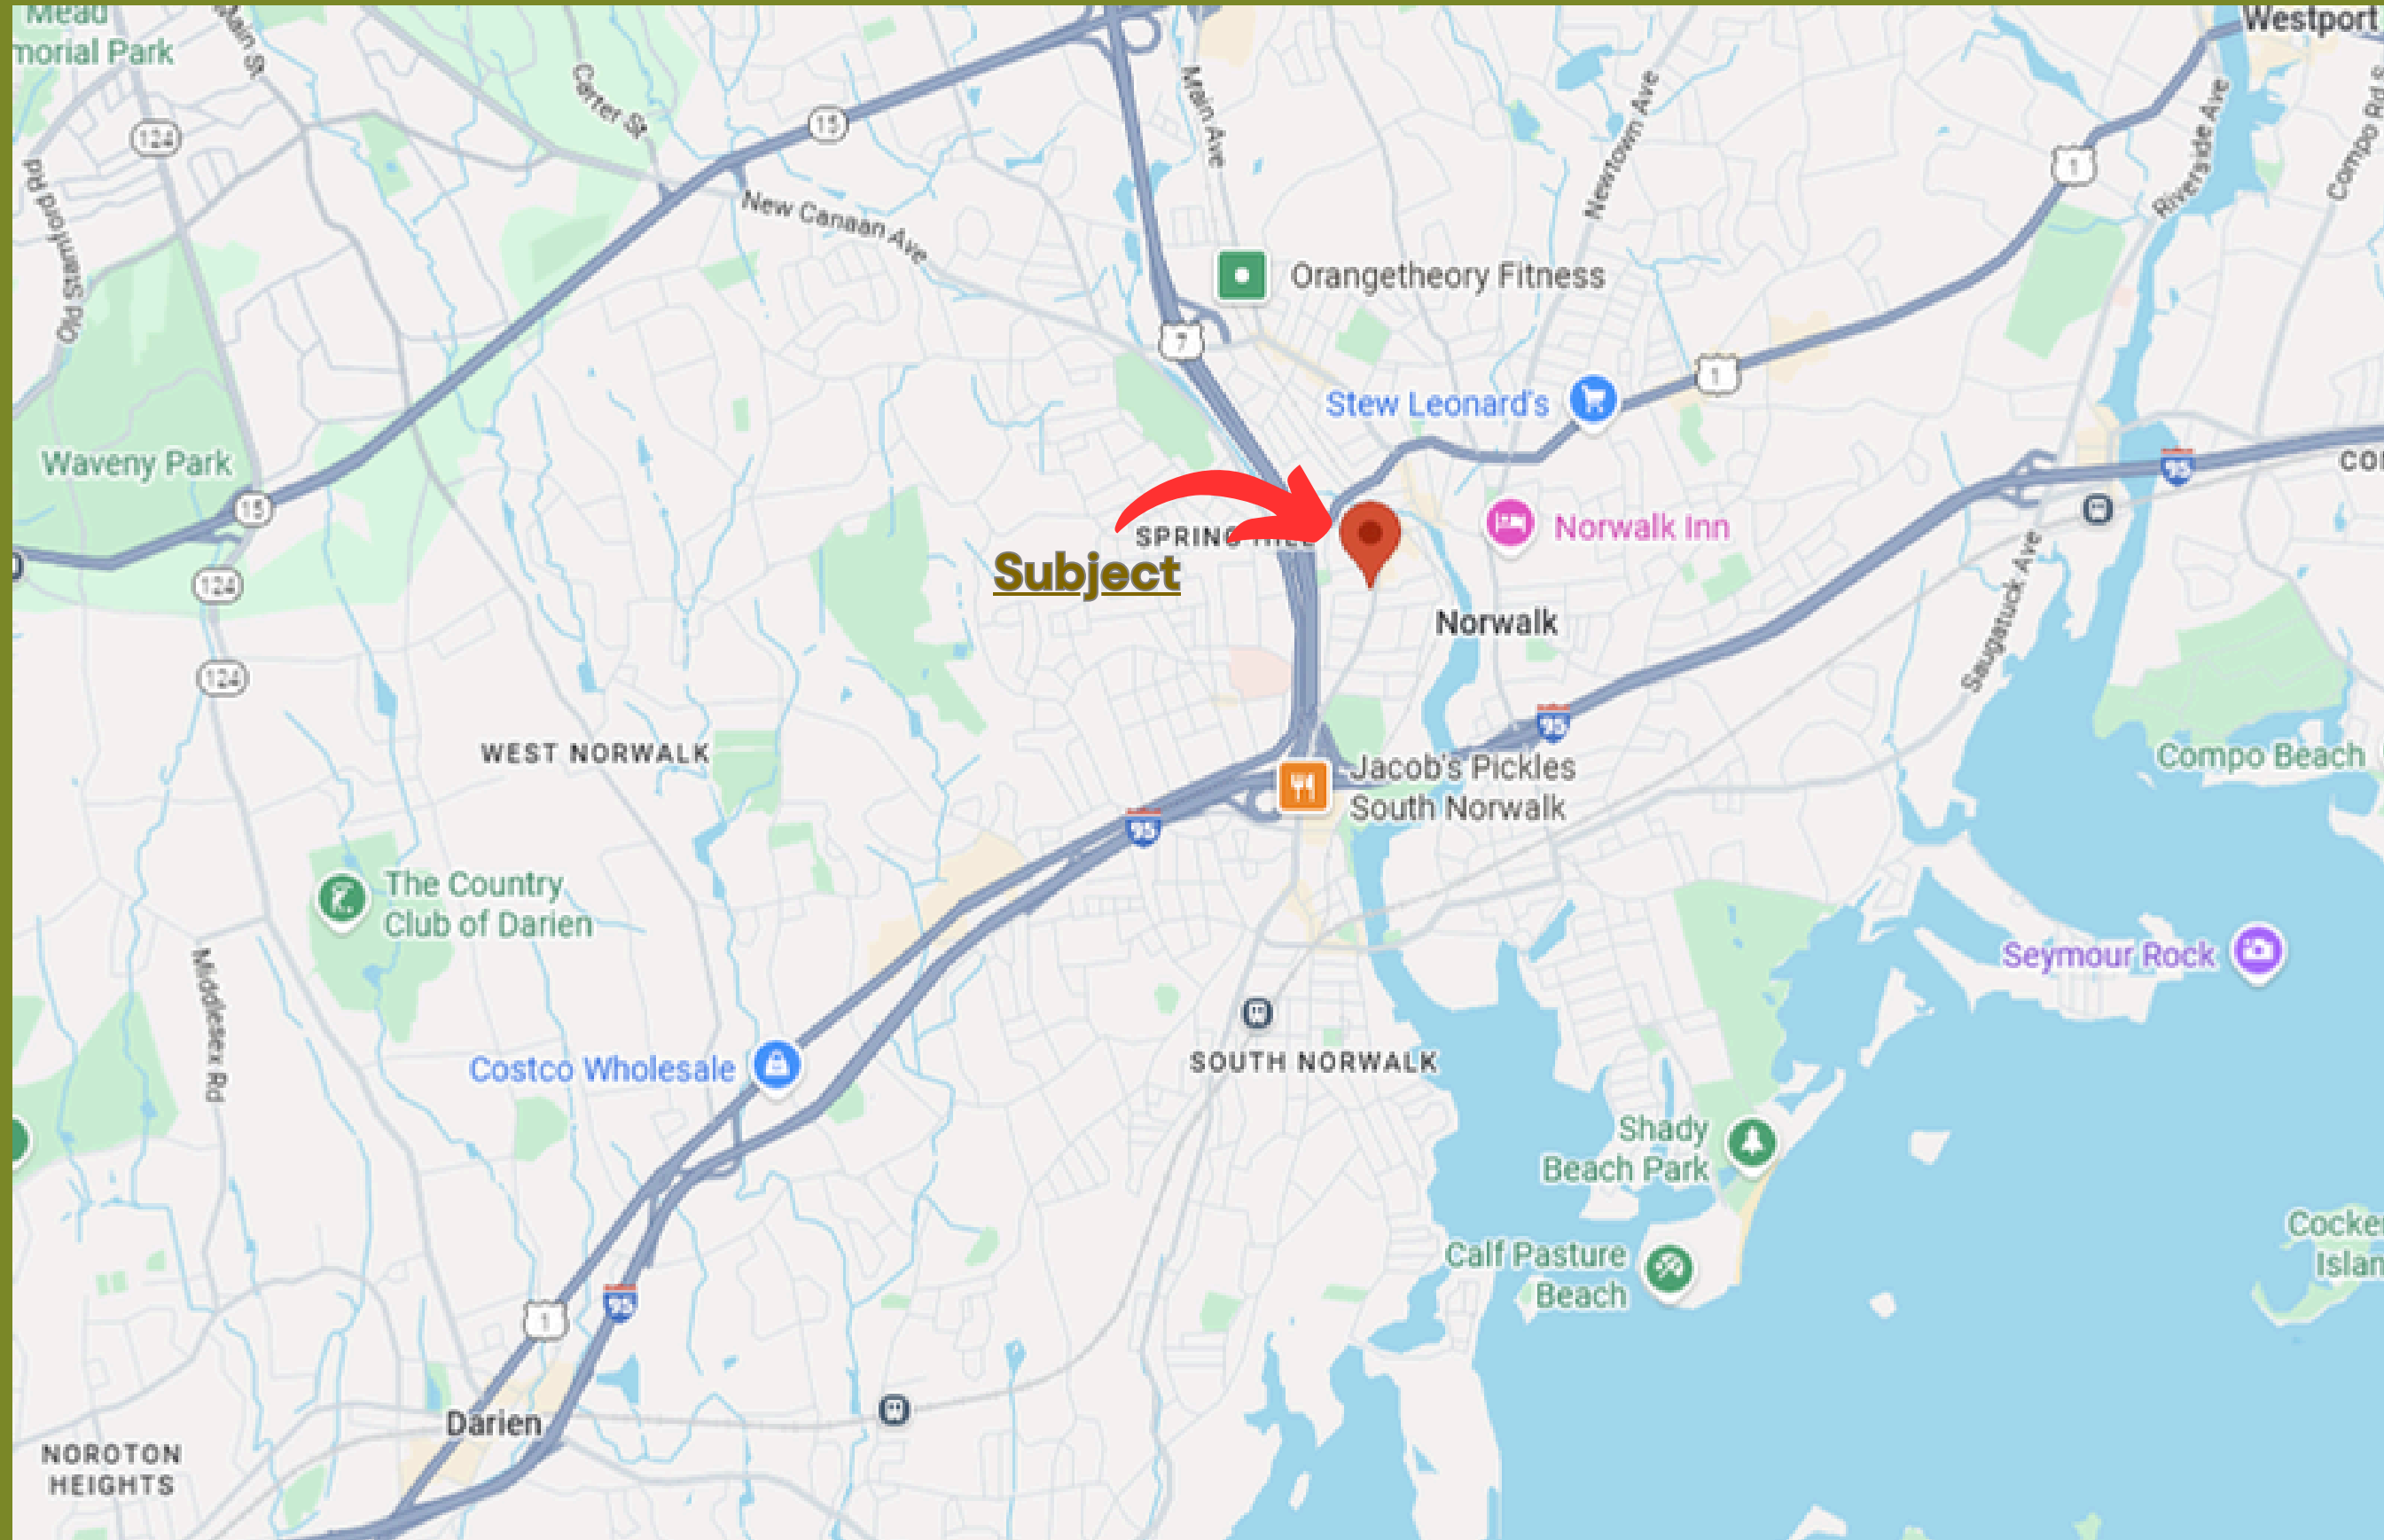 Mead
morial Park
Main St
Westport
Carter St
15
124
Main Ave
Newtown Ave
Riverside Ave
Compo Rd S
1
Old Stamford Rd
New Canaan Ave
Orangetheory Fitness
7
Stew Leonard's
1
Waveny Park
95
15
SPRING HILL
Norwalk Inn
Subject
124
Norwalk
Saugatuck Ave
124
95
WEST NORWALK
Jacob's Pickles
South Norwalk
Compo Beach
95
The Country
Club of Darien
Seymour Rock
Middlesex Rd
Costco Wholesale
SOUTH NORWALK
Shady
Beach Park
Calf Pasture
Beach
95
1
Darien
NOROTON
HEIGHTS